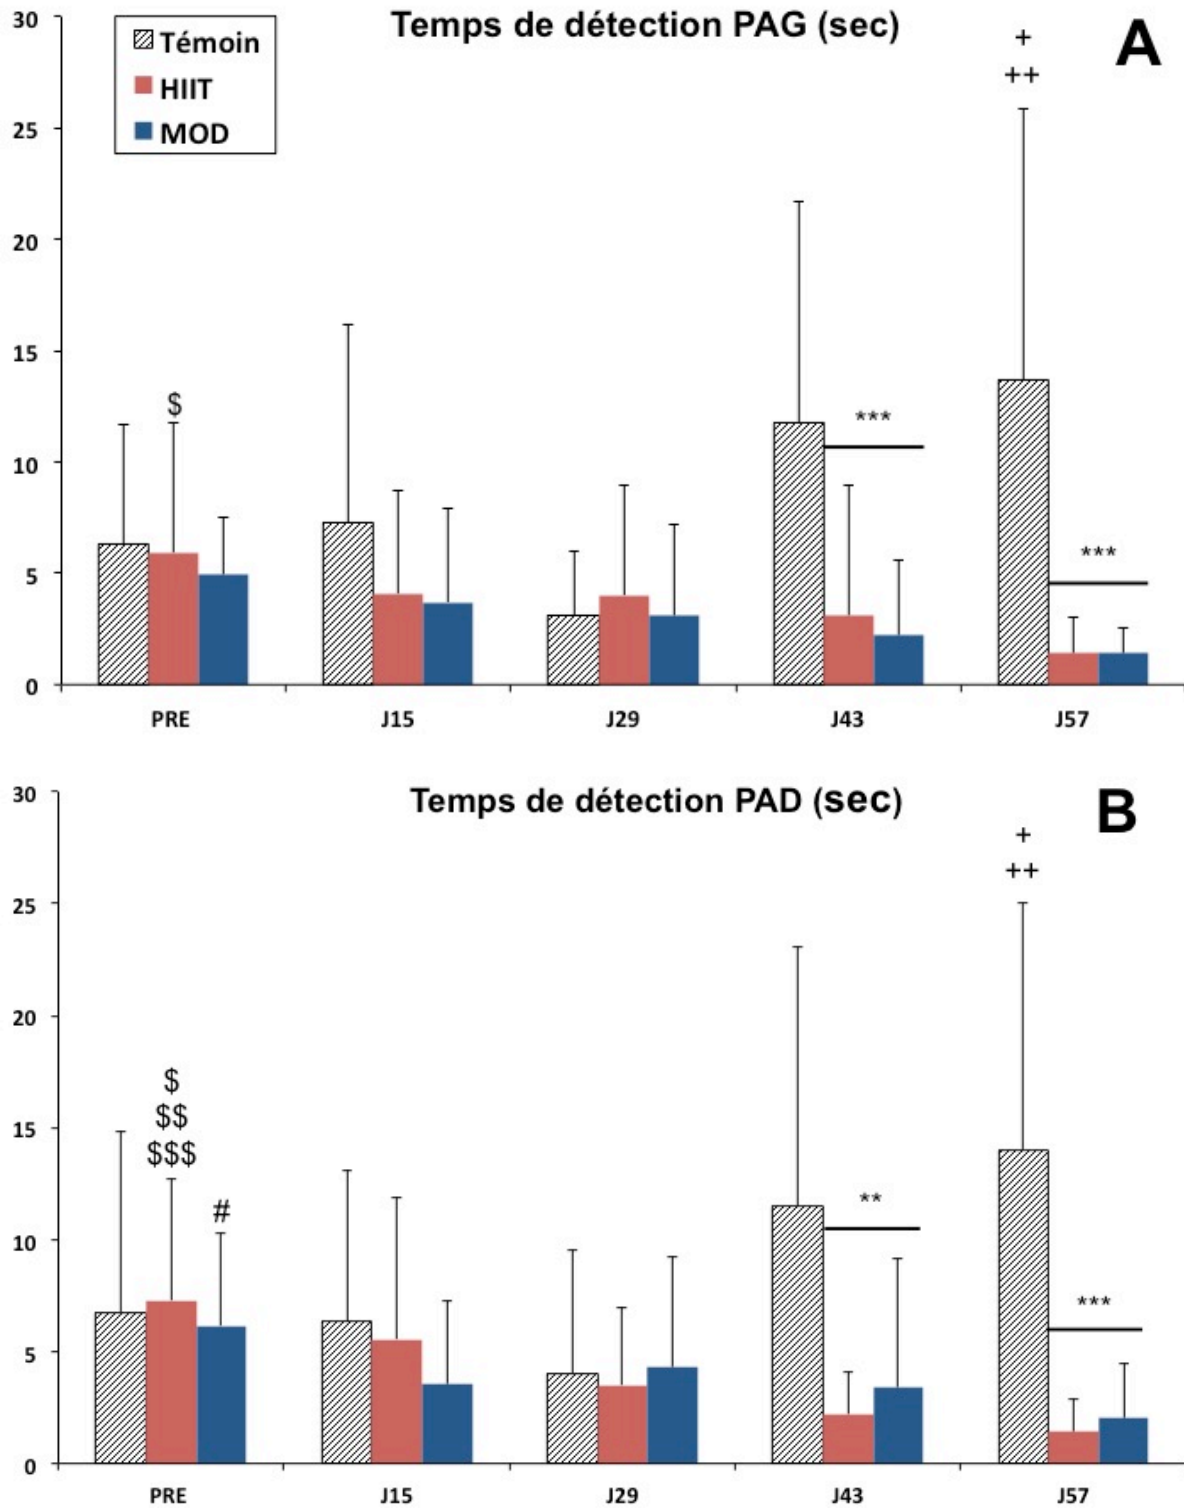 Temps de détection PAG (sec)
A
Témoin
HIIT
MOD
30
25
20
15
10
5
0
$
***
+
++
***
PRE
J15
J29
J43
J57
Temps de détection PAD (sec)
B
30
25
20
15
10
5
0
$
$$
$$$
#
**
+
++
***
PRE
J15
J29
J43
J57